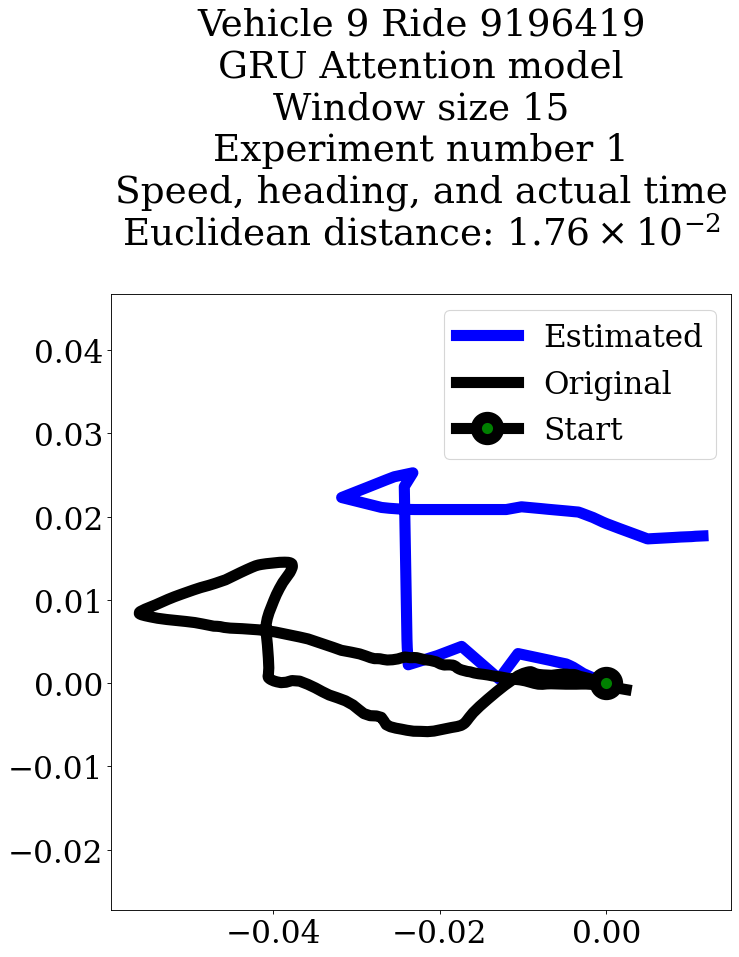 Vehicle 9 Ride 9196419
GRU Attention model
Window size 15
Experiment number 1
Speed, heading, and actual time
Euclidean distance: 1.76 × 10⁻²
Estimated
Original
Start
0.04
0.03
0.02
0.01
0.00
−0.01
−0.02
−0.04
−0.02
0.00